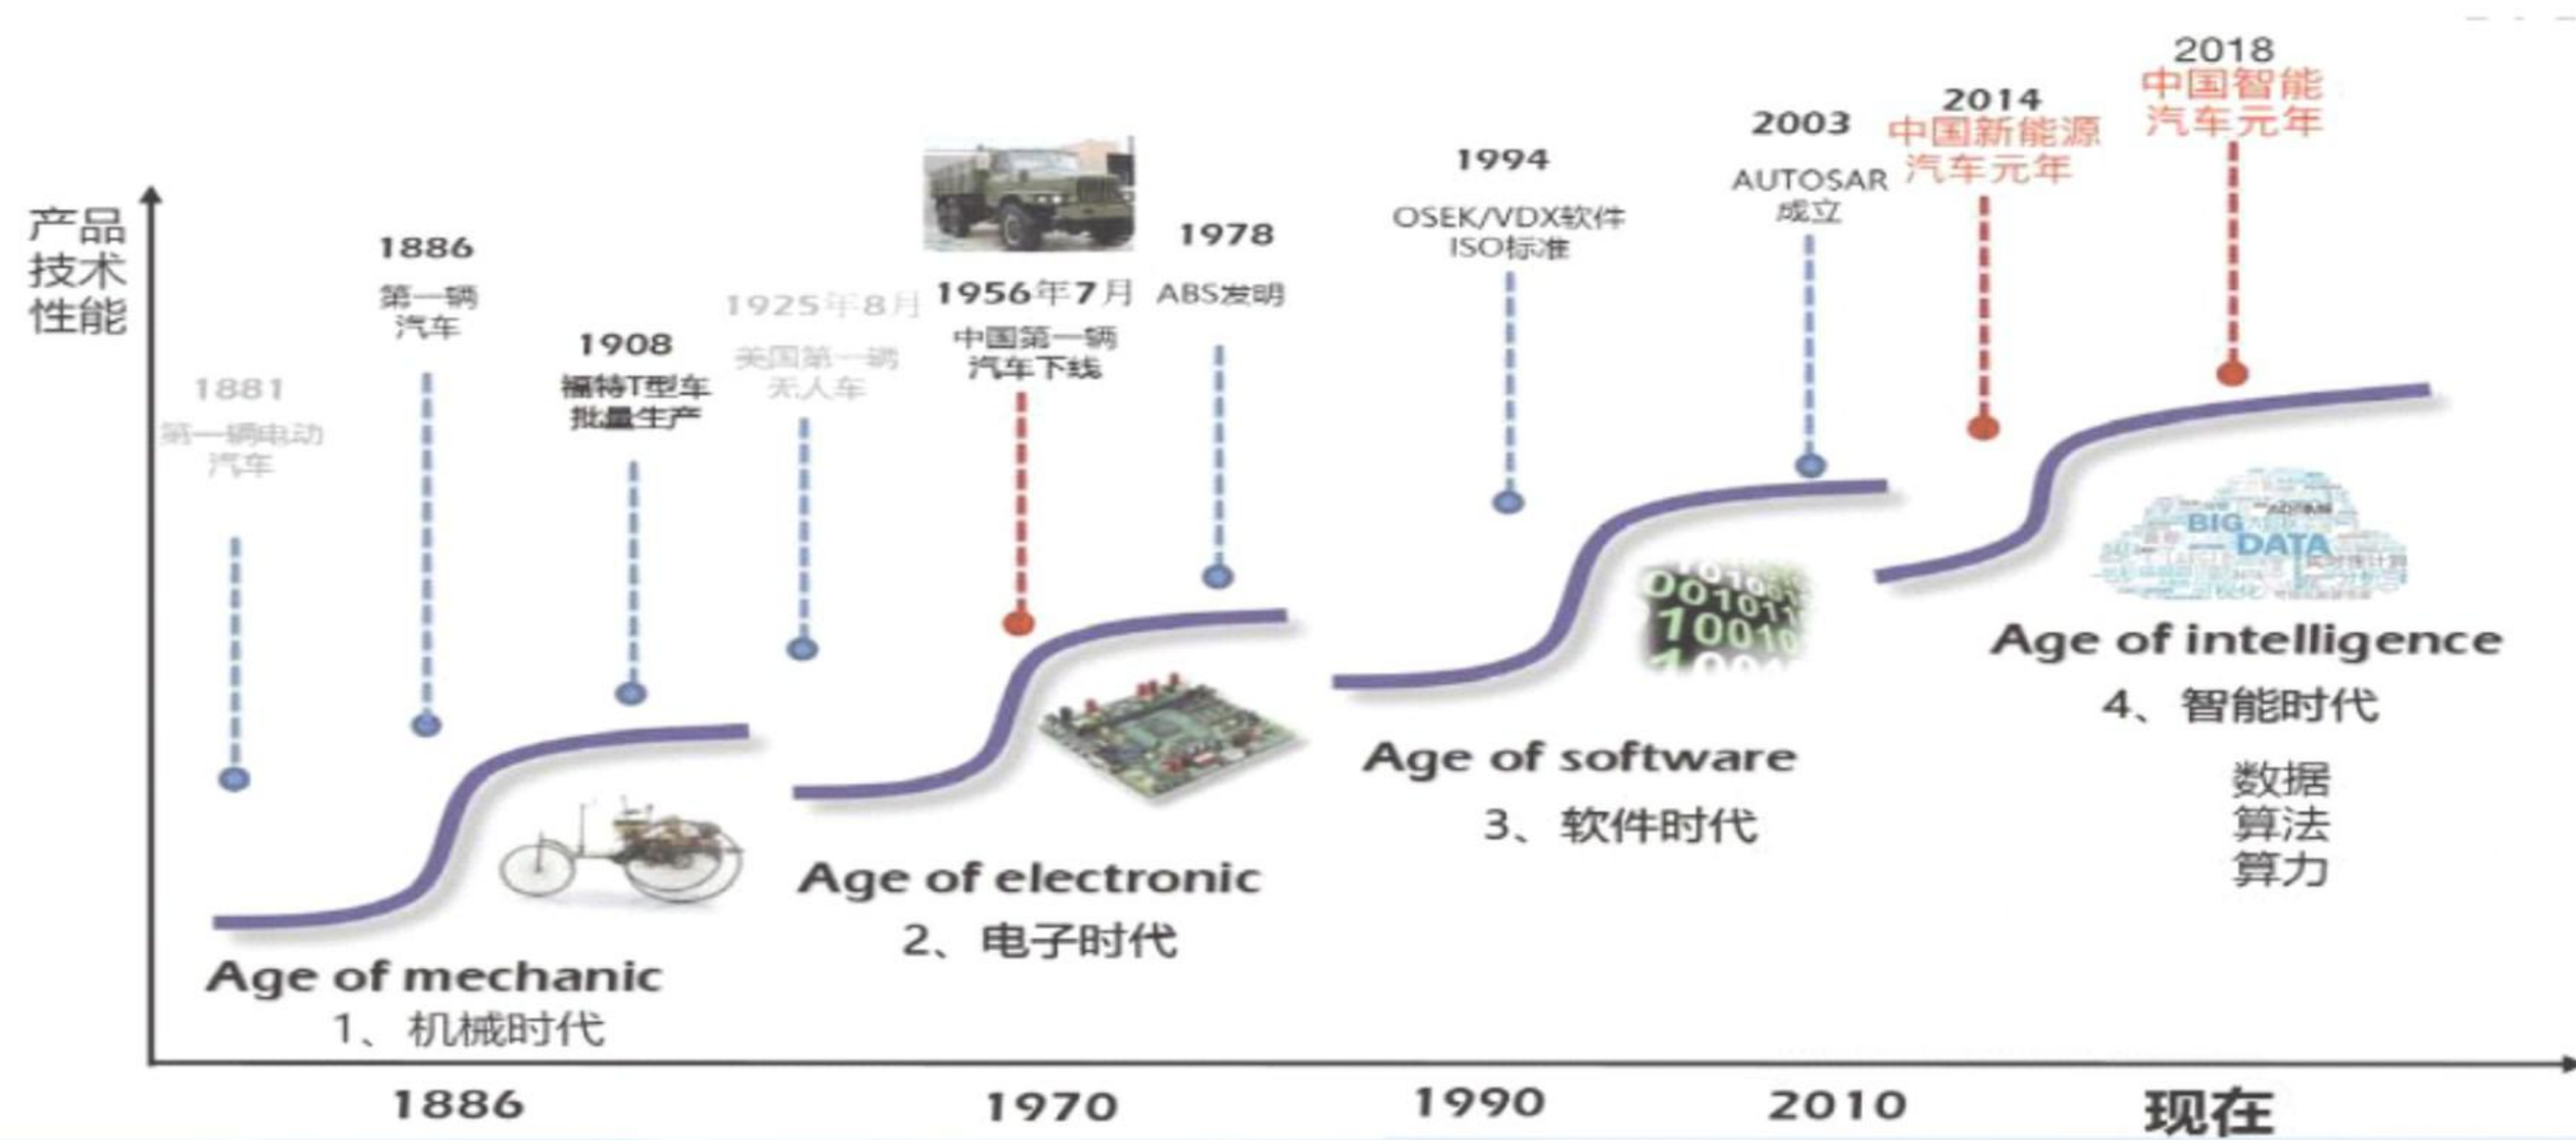 产品
技术
性能
1881
第一辆电动
汽车
1886
第一辆
汽车
1908
福特T型车
批量生产
1925年8月
美国第一辆
无人车
1956年7月
中国第一辆
汽车下线
1978
ABS发明
1994
OSEK/VDX软件
ISO标准
2003
AUTOSAR
成立
2014
中国新能源
汽车元年
2018
中国智能
汽车元年
Age of mechanic
1、机械时代
Age of electronic
2、电子时代
Age of software
3、软件时代
BIG
DATA
Age of intelligence
4、智能时代
数据
算法
算力
001011
10010
1886
1970
1990
2010
现在